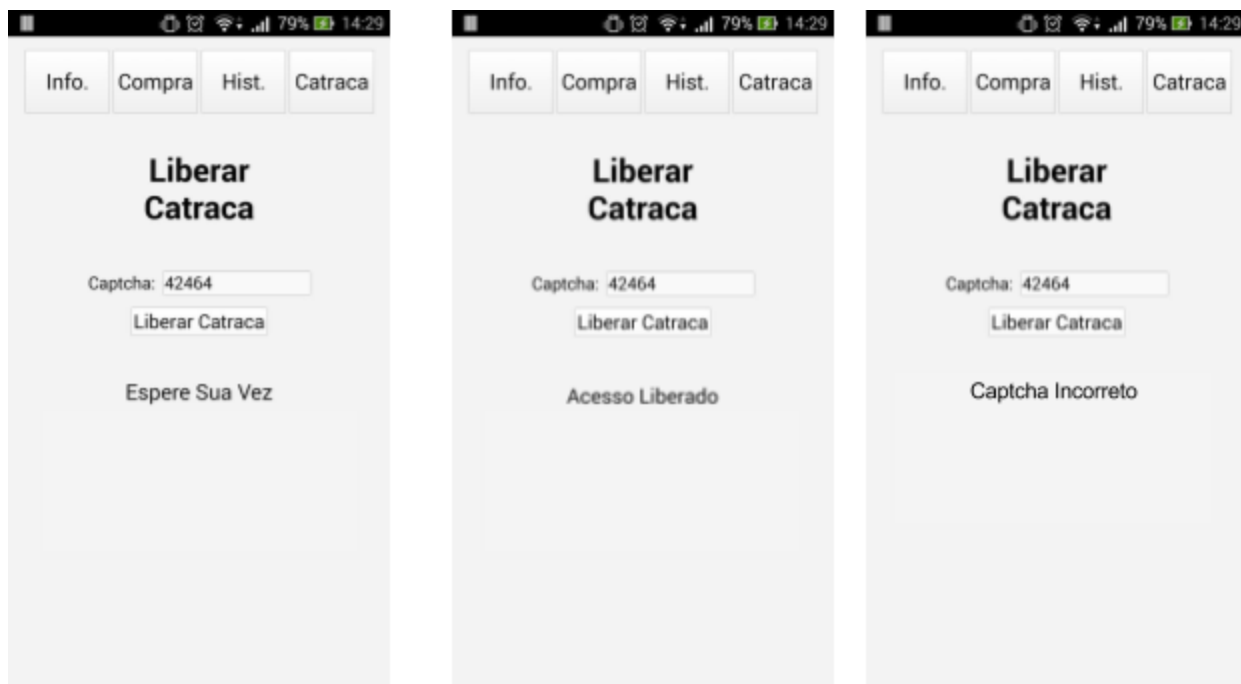 79% 14:29
Info. Compra Hist. Catraca
Liberar
Catraca
Captcha: 42464
Liberar Catraca
Espere Sua Vez
79% 14:29
Info. Compra Hist. Catraca
Liberar
Catraca
Captcha: 42464
Liberar Catraca
Acesso Liberado
79% 14:29
Info. Compra Hist. Catraca
Liberar
Catraca
Captcha: 42464
Liberar Catraca
Captcha Incorreto